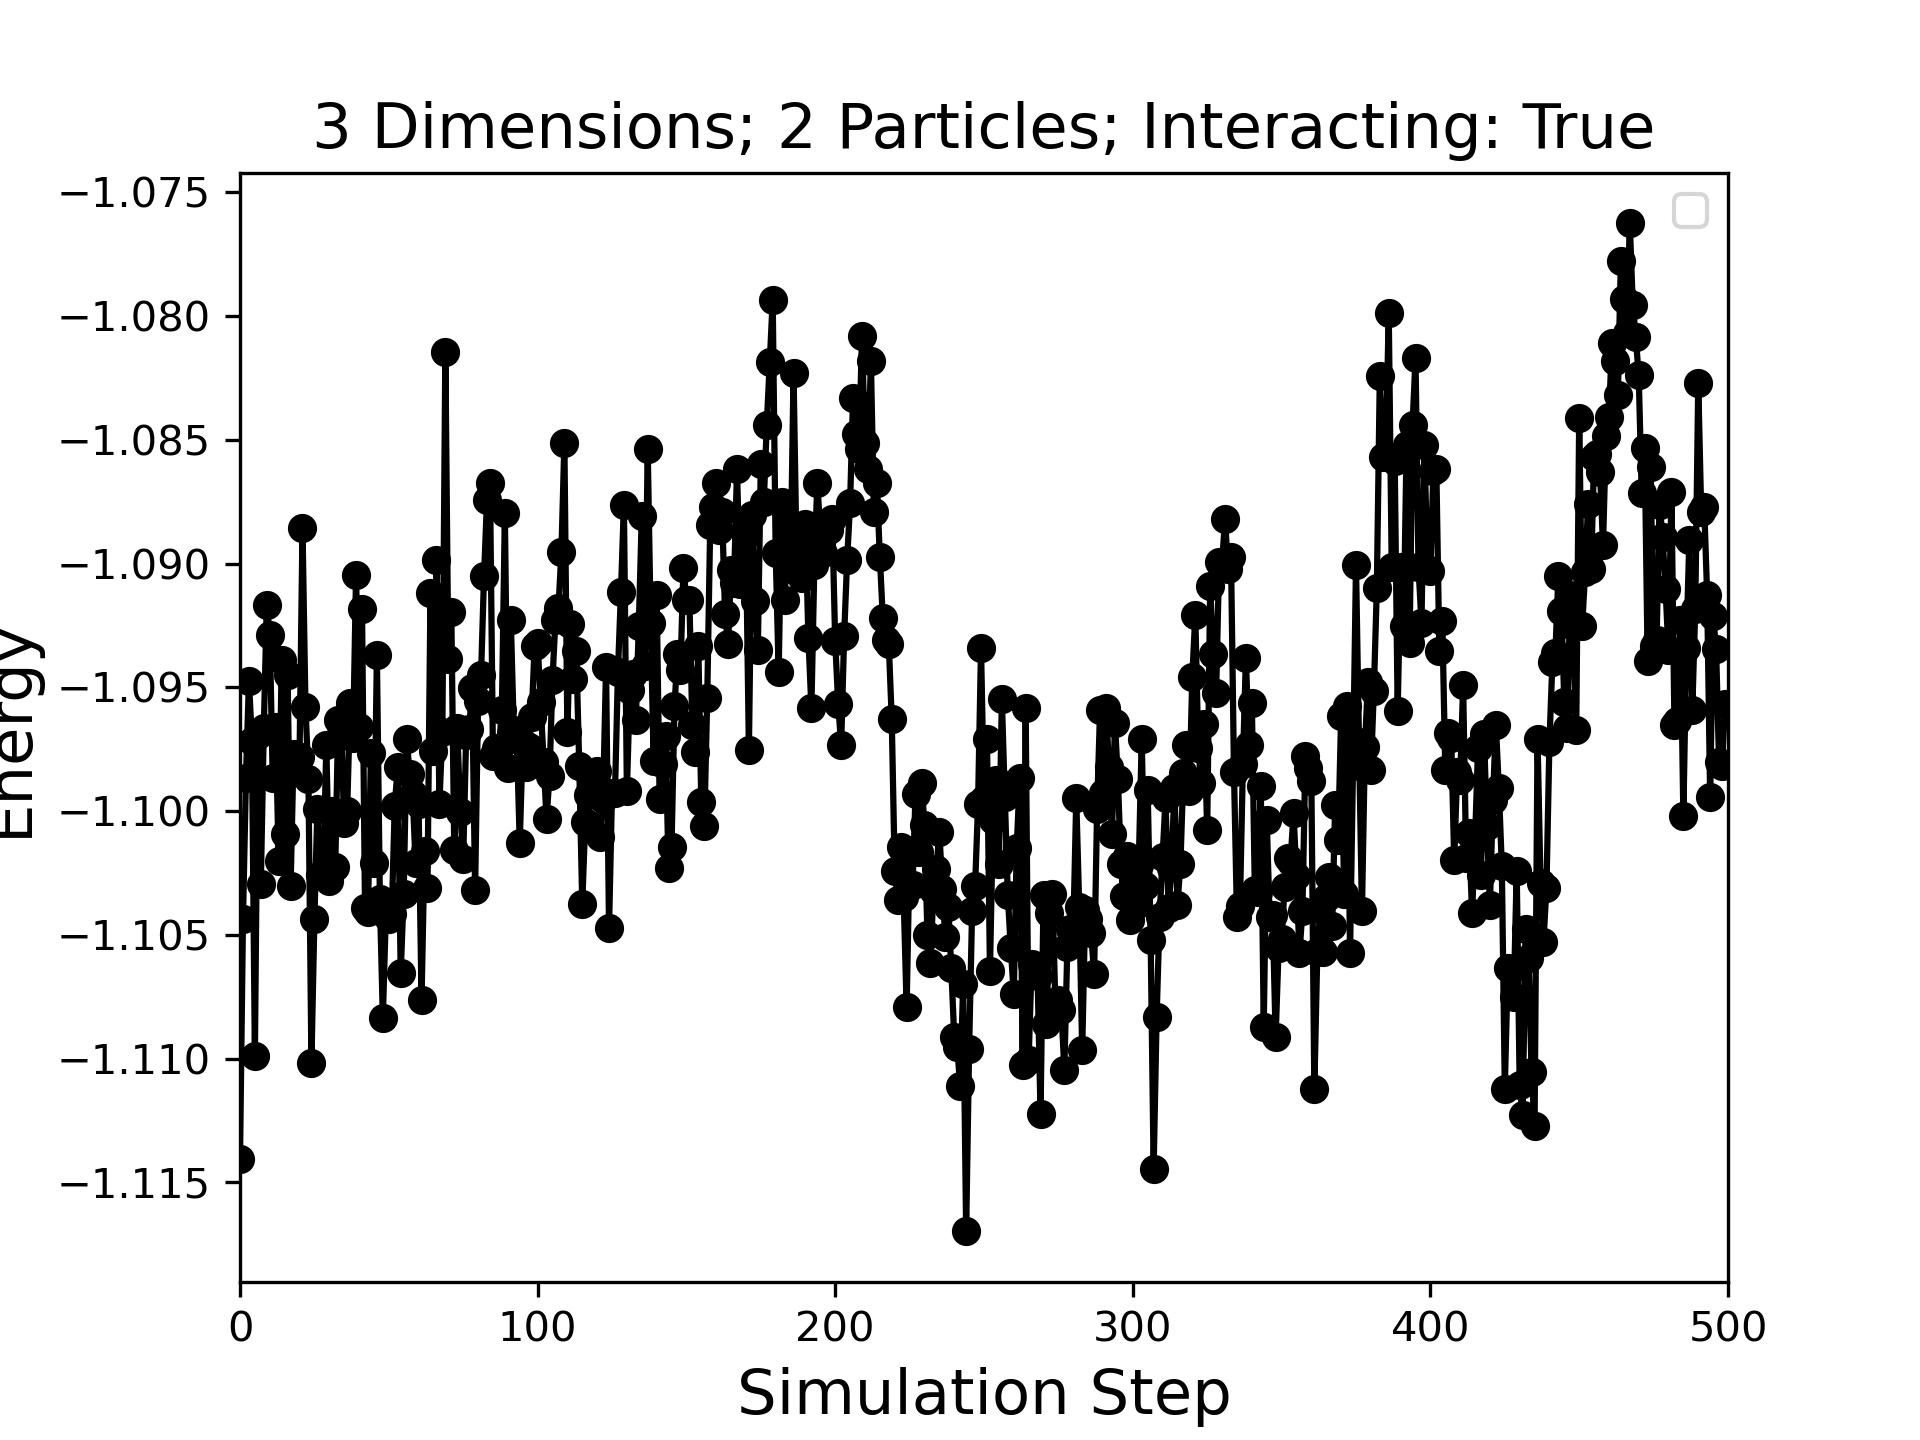 3 Dimensions; 2 Particles; Interacting: True
−1.075
−1.080
−1.085
−1.090
−1.095
−1.100
−1.105
−1.110
−1.115
Energy
0 100 200 300 400 500
Simulation Step